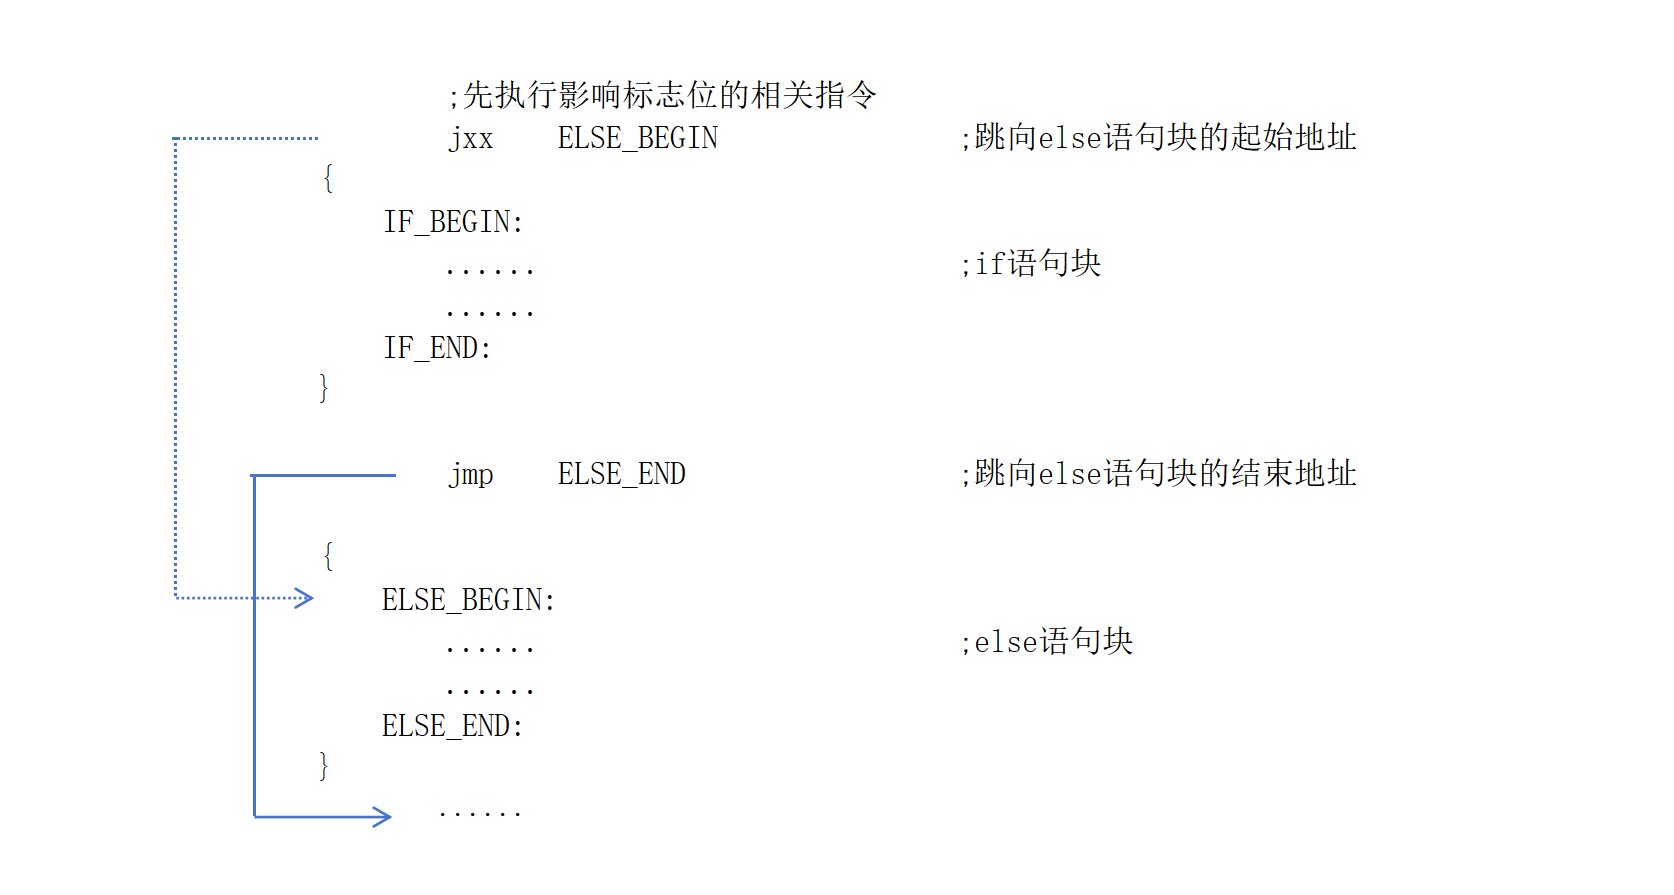 ;先执行影响标志位的相关指令
jxx    ELSE_BEGIN    ;跳向else语句块的起始地址
{
IF_BEGIN:
......    ;if语句块
......
IF_END:
}
jmp    ELSE_END    ;跳向else语句块的结束地址
{
ELSE_BEGIN:
......    ;else语句块
......
ELSE_END:
}
......